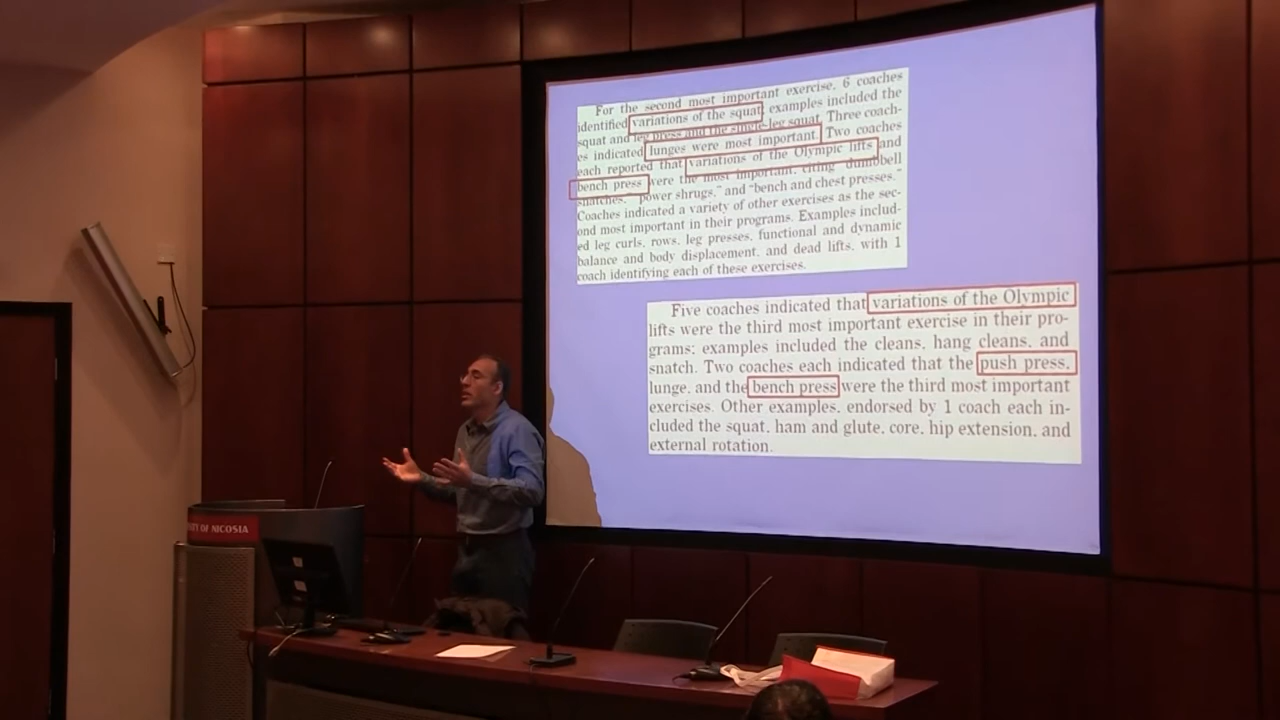 For the second most important exercise, 6 coaches
identified variations of the squat; examples included the
squat and leg press and the single-leg squat. Three coach-
es indicated lunges were most important. Two coaches
each reported that variations of the Olympic lifts and
bench press were the most important, citing "dumbbell
snatches," "power shrugs," and "bench and chest presses."
Coaches indicated a variety of other exercises as the sec-
ond most important in their programs. Examples includ-
ed leg curls, rows, leg presses, functional and dynamic
balance and body displacement, and dead lifts, with 1
coach identifying each of these exercises.
Five coaches indicated that variations of the Olympic
lifts were the third most important exercise in their pro-
grams; examples included the cleans, hang cleans, and
snatch. Two coaches each indicated that the push press,
lunge, and the bench press were the third most important
exercises. Other examples, endorsed by 1 coach each in-
cluded the squat, ham and glute, core, hip extension, and
external rotation.
SITY OF NICOSIA